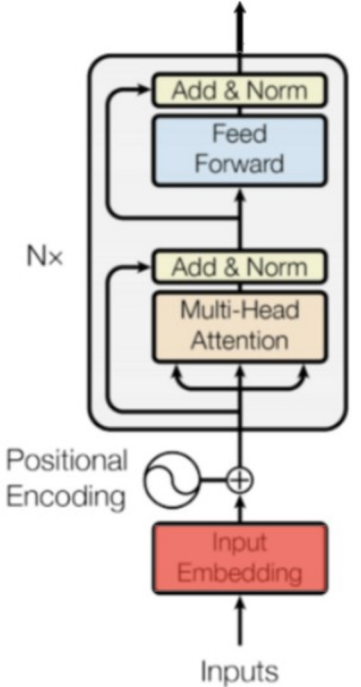 Add & Norm
Feed
Forward
Nx
Add & Norm
Multi-Head
Attention
Positional
Encoding
Input
Embedding
Inputs